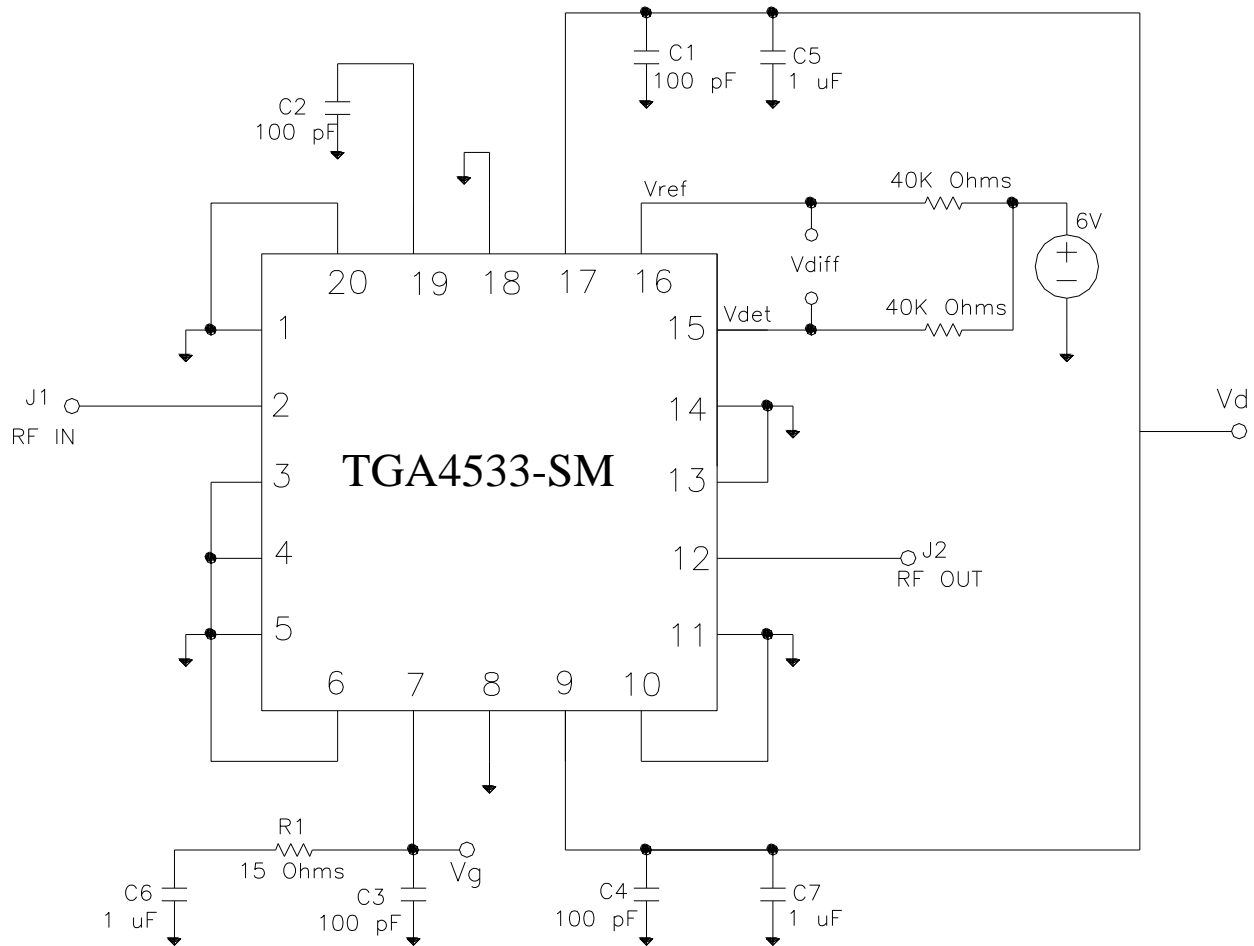 C1
100 pF
C5
1 uF
C2
100 pF
Vref
40K Ohms
6V
+
−
Vdiff
Vdet
40K Ohms
20
19
18
17
16
1
2
3
4
5
15
14
13
12
11
6
7
8
9
10
J1
RF IN
TGA4533-SM
Vd
J2
RF OUT
R1
15 Ohms
Vg
C6
1 uF
C3
100 pF
C4
100 pF
C7
1 uF